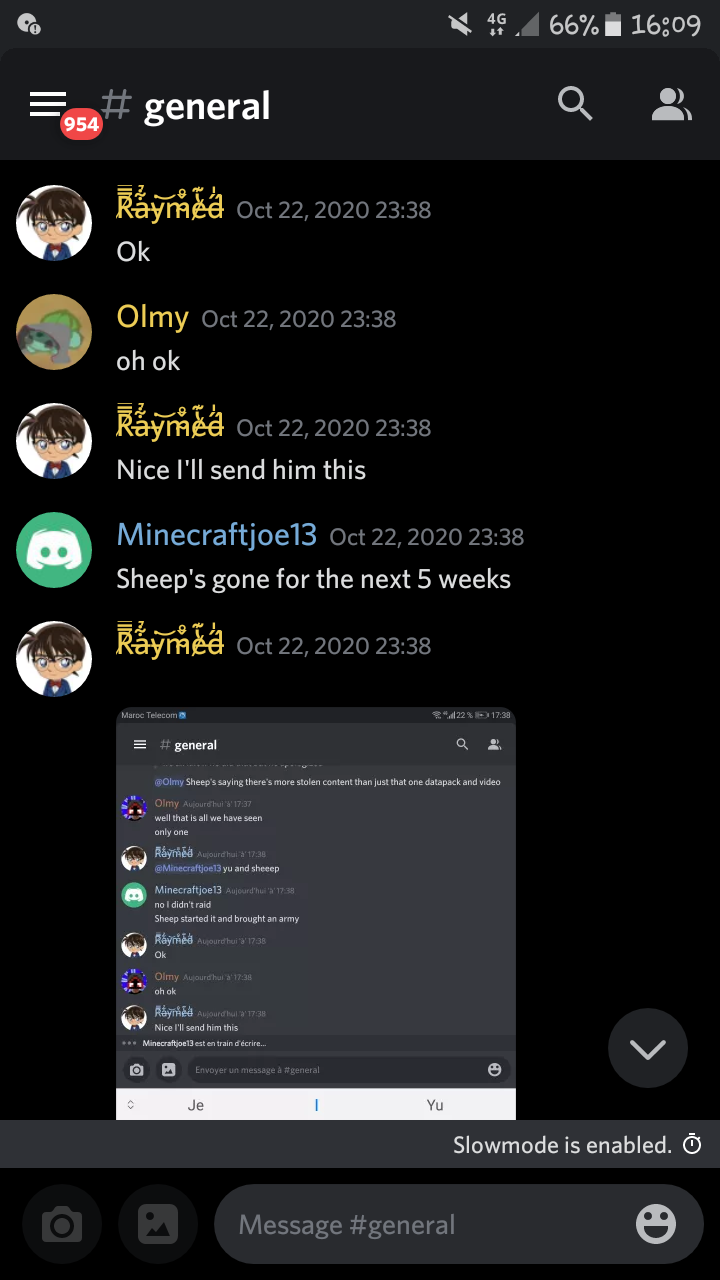 4G 66% 16:09
954
# general
Raymed Oct 22, 2020 23:38
Ok
Olmy Oct 22, 2020 23:38
oh ok
Raymed Oct 22, 2020 23:38
Nice I'll send him this
Minecraftjoe13 Oct 22, 2020 23:38
Sheep's gone for the next 5 weeks
Raymed Oct 22, 2020 23:38
Maroc Telecom 22 % 17:38
# general
@Olmy Sheep's saying there's more stolen content than just that one datapack and video
Olmy Aujourd'hui 'à' 17:37
well that is all we have seen
only one
Raymed Aujourd'hui 'à' 17:38
@Minecraftjoe13 yu and sheeep
Minecraftjoe13 Aujourd'hui 'à' 17:38
no I didn't raid
Sheep started it and brought an army
Raymed Aujourd'hui 'à' 17:38
Ok
Olmy Aujourd'hui 'à' 17:38
oh ok
Raymed Aujourd'hui 'à' 17:38
Nice I'll send him this
Minecraftjoe13 est en train d'écrire...
Envoyer un message à #general
Je I Yu
Slowmode is enabled.
Message #general